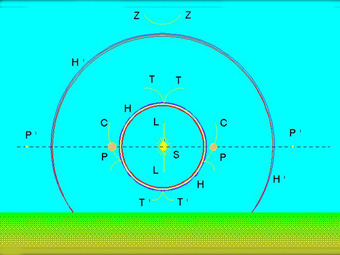 Z Z
H '
T T
H
C L C
P ' P '
P S P
L
H H '
T ' T '